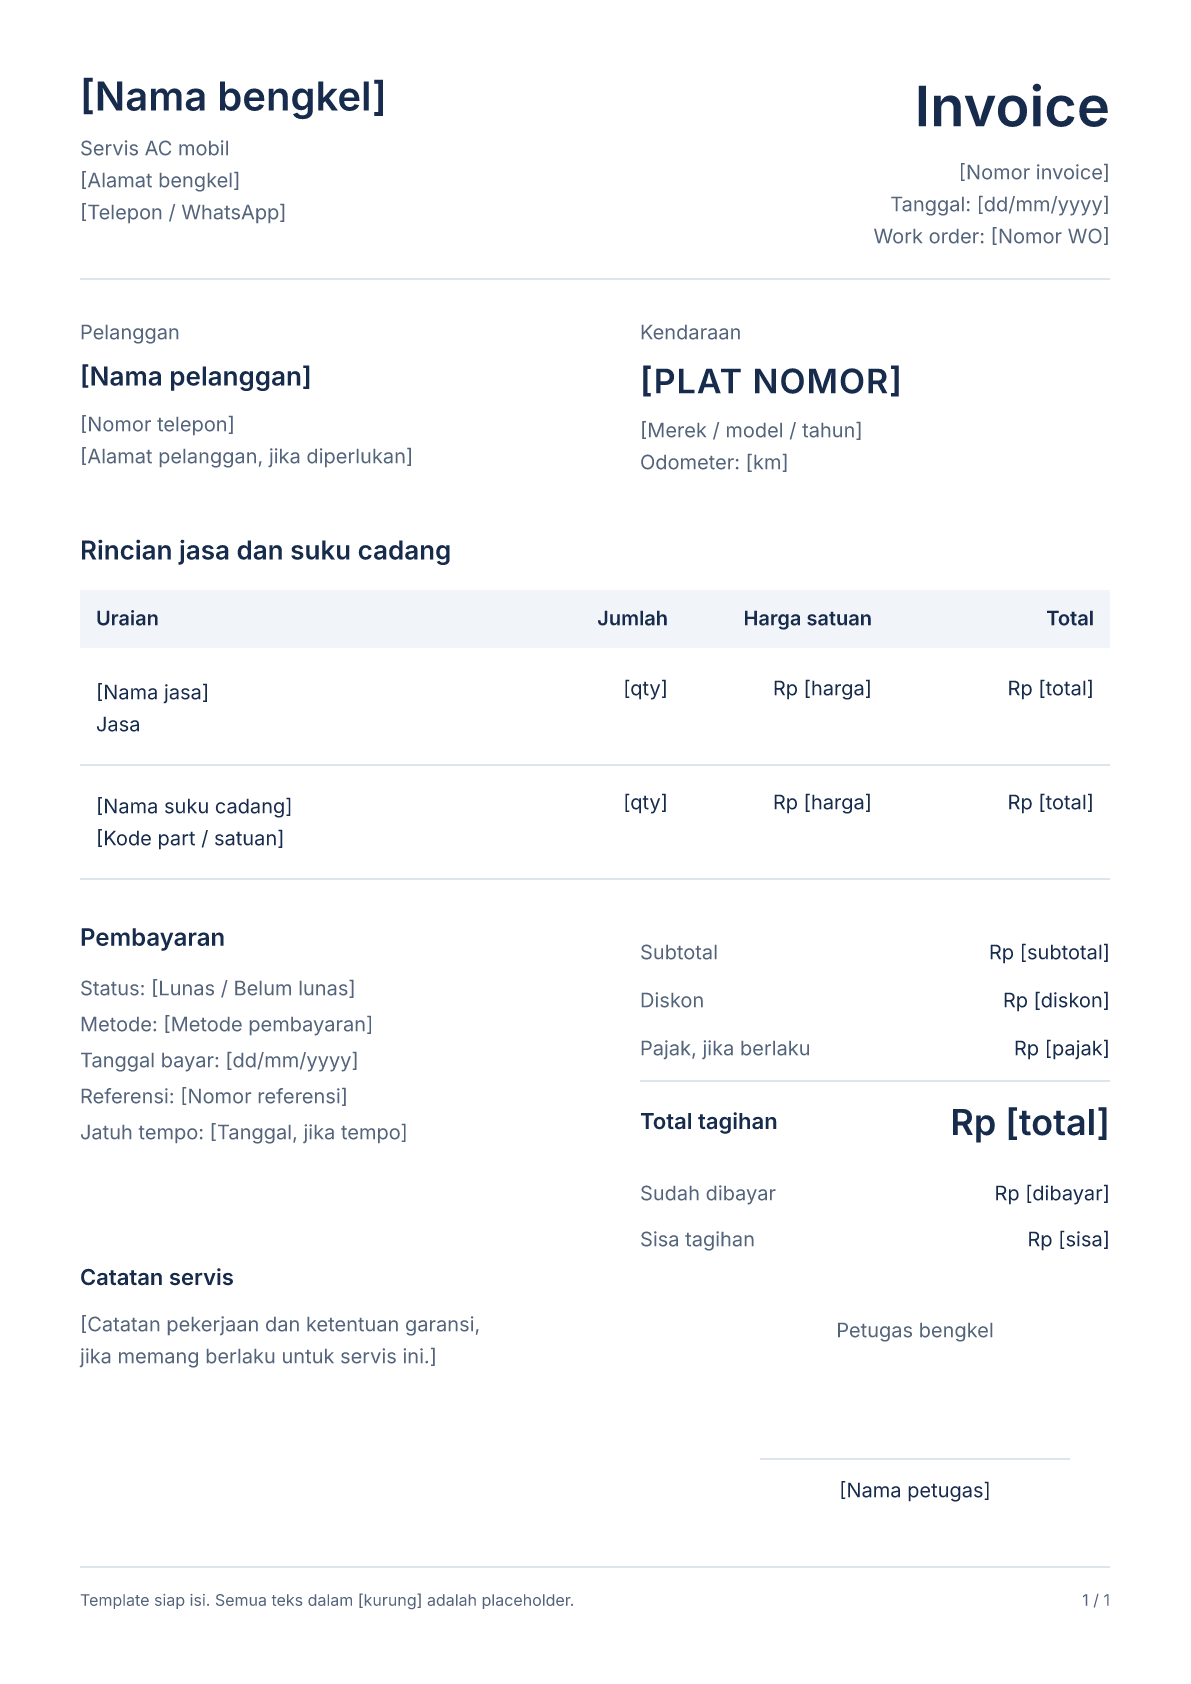 [Nama bengkel]
Servis AC mobil
[Alamat bengkel]
[Telepon / WhatsApp]
Invoice
[Nomor invoice]
Tanggal: [dd/mm/yyyy]
Work order: [Nomor WO]
Pelanggan
[Nama pelanggan]
[Nomor telepon]
[Alamat pelanggan, jika diperlukan]
Kendaraan
[PLAT NOMOR]
[Merek / model / tahun]
Odometer: [km]
Rincian jasa dan suku cadang
Uraian Jumlah Harga satuan Total
[Nama jasa] [qty] Rp [harga] Rp [total]
Jasa
[Nama suku cadang] [qty] Rp [harga] Rp [total]
[Kode part / satuan]
Pembayaran
Status: [Lunas / Belum lunas]
Metode: [Metode pembayaran]
Tanggal bayar: [dd/mm/yyyy]
Referensi: [Nomor referensi]
Jatuh tempo: [Tanggal, jika tempo]
Subtotal Rp [subtotal]
Diskon Rp [diskon]
Pajak, jika berlaku Rp [pajak]
Total tagihan Rp [total]
Sudah dibayar Rp [dibayar]
Sisa tagihan Rp [sisa]
Catatan servis
[Catatan pekerjaan dan ketentuan garansi,
jika memang berlaku untuk servis ini.]
Petugas bengkel
[Nama petugas]
Template siap isi. Semua teks dalam [kurung] adalah placeholder. 1 / 1